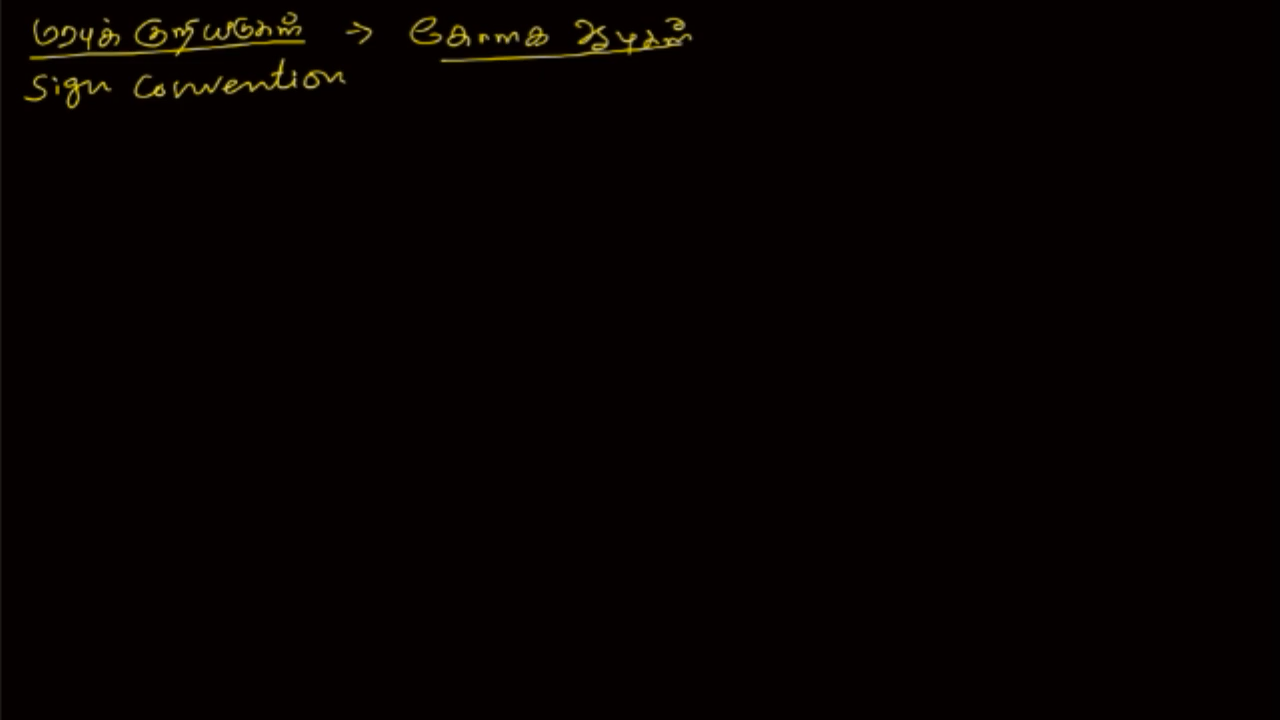 மரபுக் குறியீடுகள் → கோளக ஆடிகள்
Sign Convention